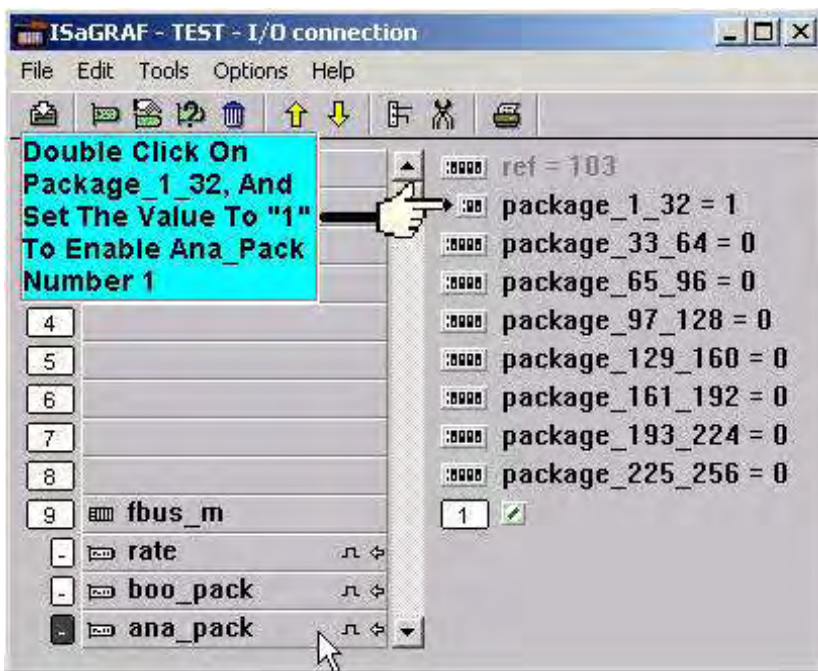 ISaGRAF - TEST - I/O connection
File Edit Tools Options Help
Double Click On
Package_1_32, And
Set The Value To "1"
To Enable Ana_Pack
Number 1
4
5
6
7
8
9 fbus_m
- rate
- boo_pack
- ana_pack
ref = 103
package_1_32 = 1
package_33_64 = 0
package_65_96 = 0
package_97_128 = 0
package_129_160 = 0
package_161_192 = 0
package_193_224 = 0
package_225_256 = 0
1